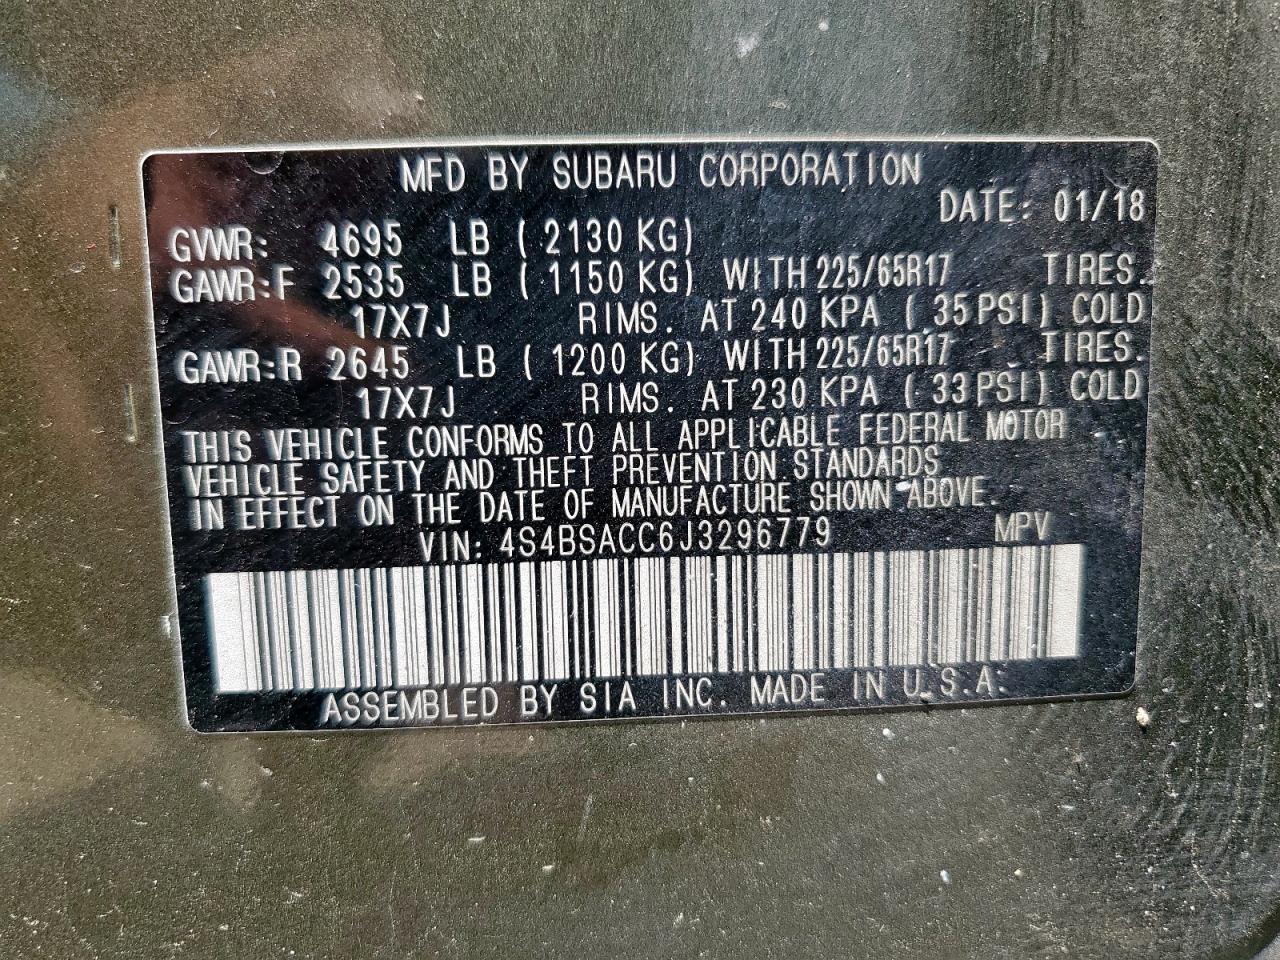 MFD BY SUBARU CORPORATION
DATE: 01/18
GVWR: 4695 LB ( 2130 KG)
GAWR:F 2535 LB ( 1150 KG) WITH 225/65R17 TIRES.
17X7J RIMS. AT 240 KPA ( 35 PSI) COLD
GAWR:R 2645 LB ( 1200 KG) WITH 225/65R17 TIRES.
17X7J RIMS. AT 230 KPA ( 33 PSI) COLD
THIS VEHICLE CONFORMS TO ALL APPLICABLE FEDERAL MOTOR
VEHICLE SAFETY AND THEFT PREVENTION STANDARDS
IN EFFECT ON THE DATE OF MANUFACTURE SHOWN ABOVE.
VIN: 4S4BSACC6J3296779 MPV
ASSEMBLED BY SIA INC. MADE IN U.S.A.